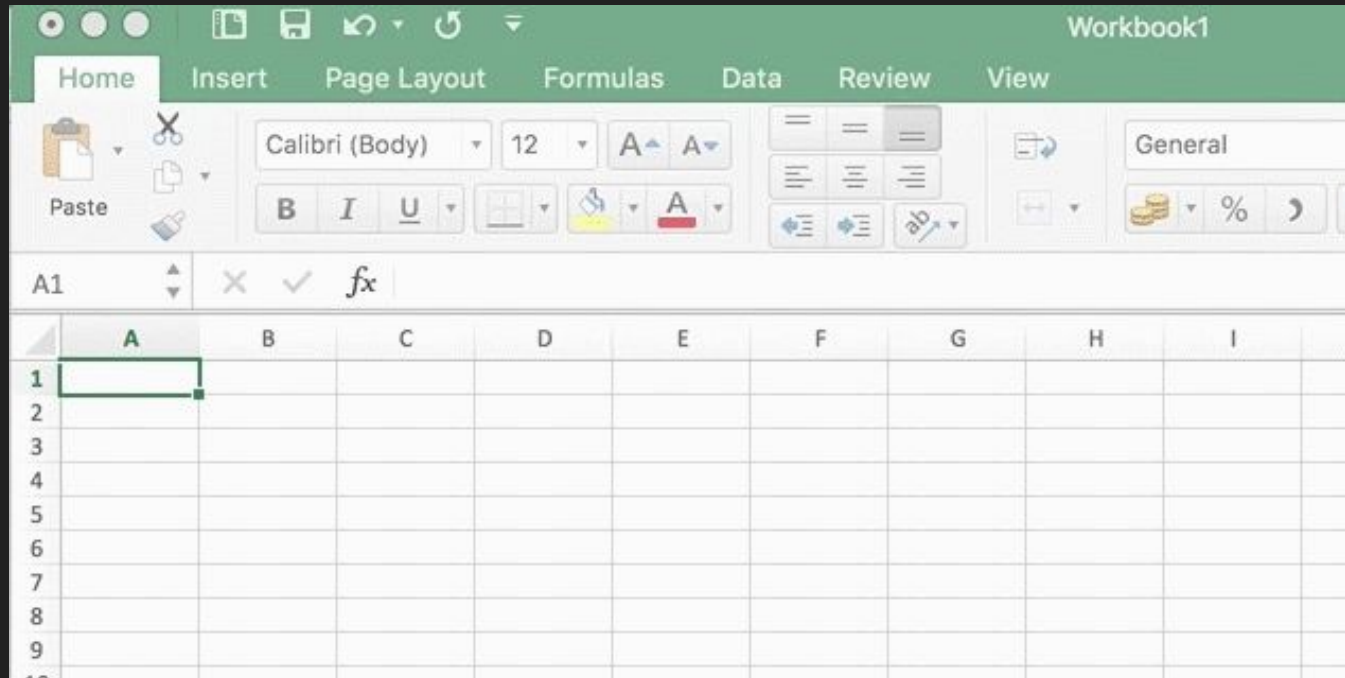 Workbook1
Home Insert Page Layout Formulas Data Review View
Calibri (Body) 12 A A General
Paste B I U A ab % )
A1 fx
A B C D E F G H I
1
2
3
4
5
6
7
8
9